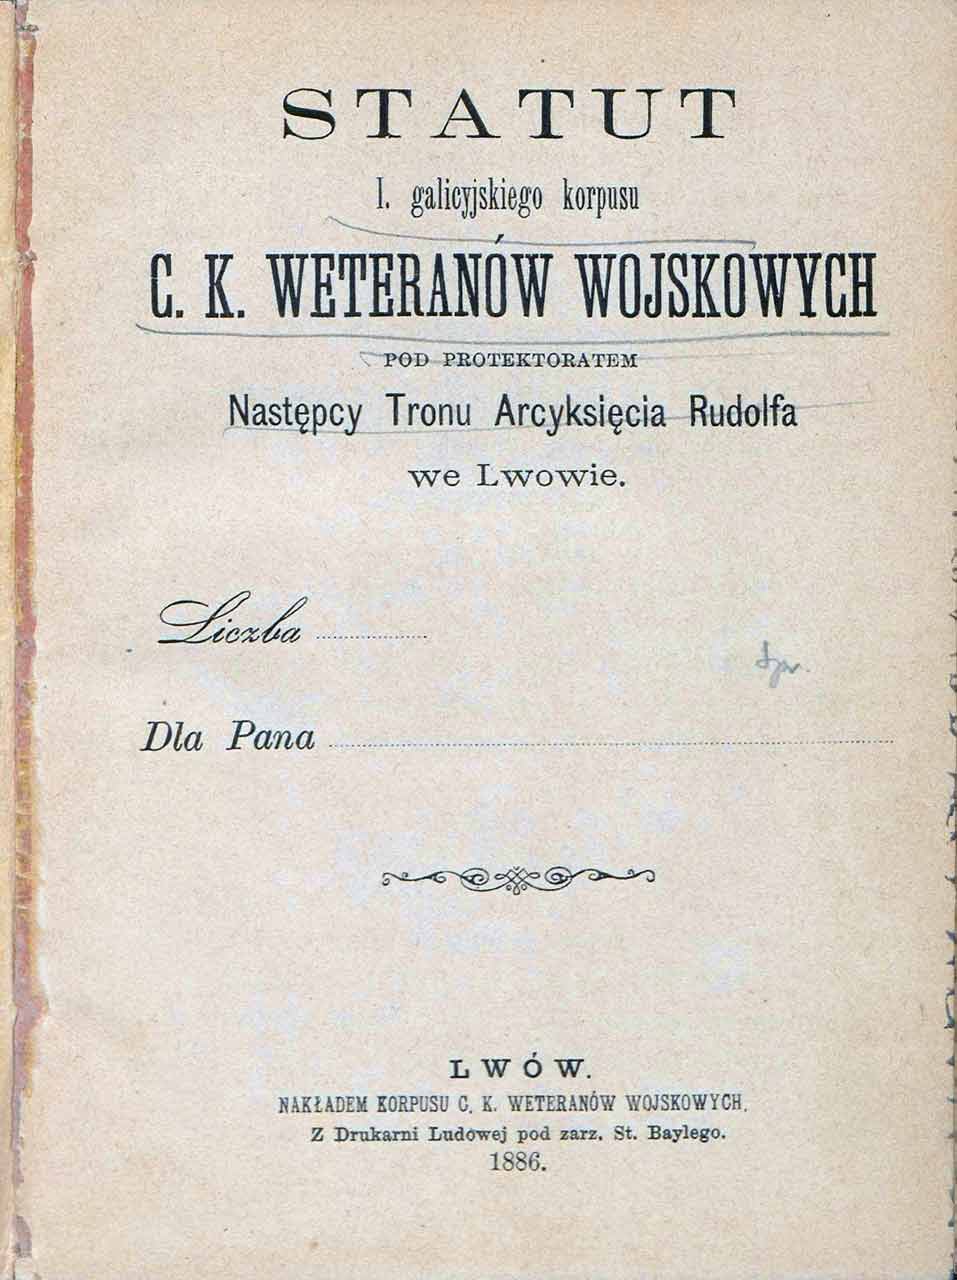 STATUT
I. galicyjskiego korpusu
C. K. WETERANÓW WOJSKOWYCH
POD PROTEKTORATEM
Następcy Tronu Arcyksięcia Rudolfa
we Lwowie.
Liczba
Dla Pana
LWÓW.
NAKŁADEM KORPUSU C. K. WETERANÓW WOJSKOWYCH.
Z Drukarni Ludowej pod zarz. St. Baylego.
1886.